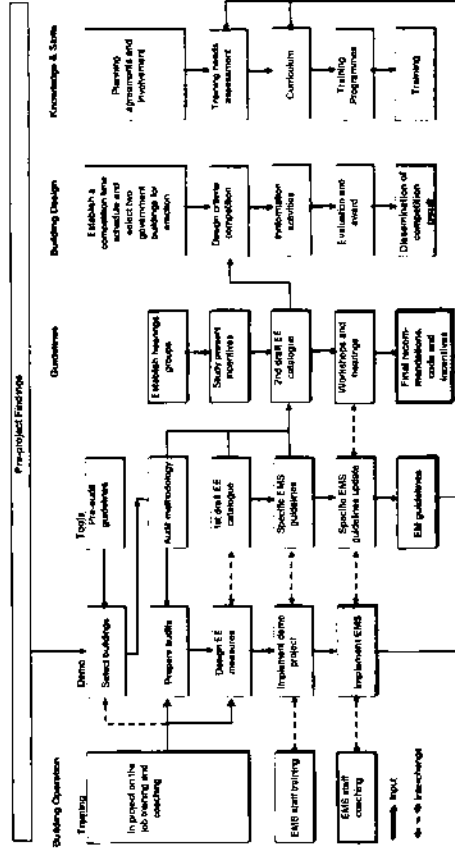 Pre-project Findings
Building Operation
Guidelines
Building Design
Knowledge & Skills
Training
Demo
Tools
In project on the
job training and
coaching
EMS staff training
EMS staff
coaching
Input
Interchange
Select buildings
Prepare audits
Design EE
measures
Implement demo
project
Implement EMS
Pre-audit
guidelines
Audit methodology
1st draft EE
catalogue
Specific EMS
guidelines
Specific EMS
guidelines update
EM guidelines
Establish hearings
groups
Study present
incentives
2nd draft EE
catalogue
Workshops and
hearings
Final recom-
mendations,
code and
incentives
Establish a
competition time
schedule and
select two
government
buildings for
Design criteria
competition
Information
activities
Evaluation and
award
Dissemination of
competition
result
Planning
agreements and
involvement
Training needs
assessment
Curriculum
Training
Programmes
Training